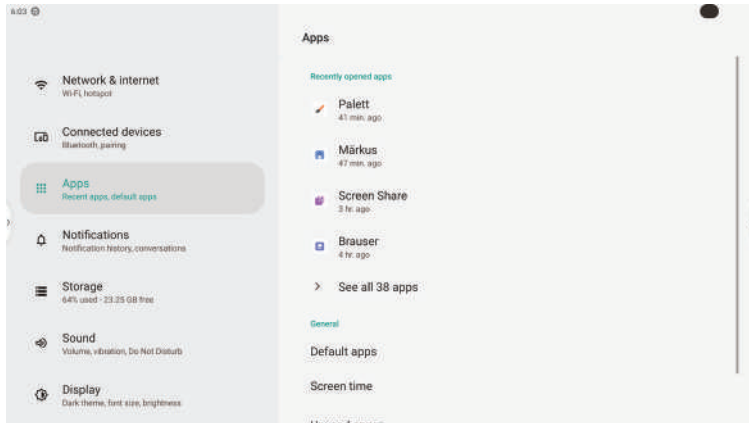 6:03
Apps
Network & internet
Wi-Fi, hotspot
Connected devices
Bluetooth, pairing
Apps
Recent apps, default apps
Notifications
Notification history, conversations
Storage
64% used - 23.25 GB free
Sound
Volume, vibration, Do Not Disturb
Display
Dark theme, font size, brightness
Recently opened apps
Palett
41 min. ago
Märkus
47 min. ago
Screen Share
3 hr. ago
Brauser
4 hr. ago
See all 38 apps
General
Default apps
Screen time